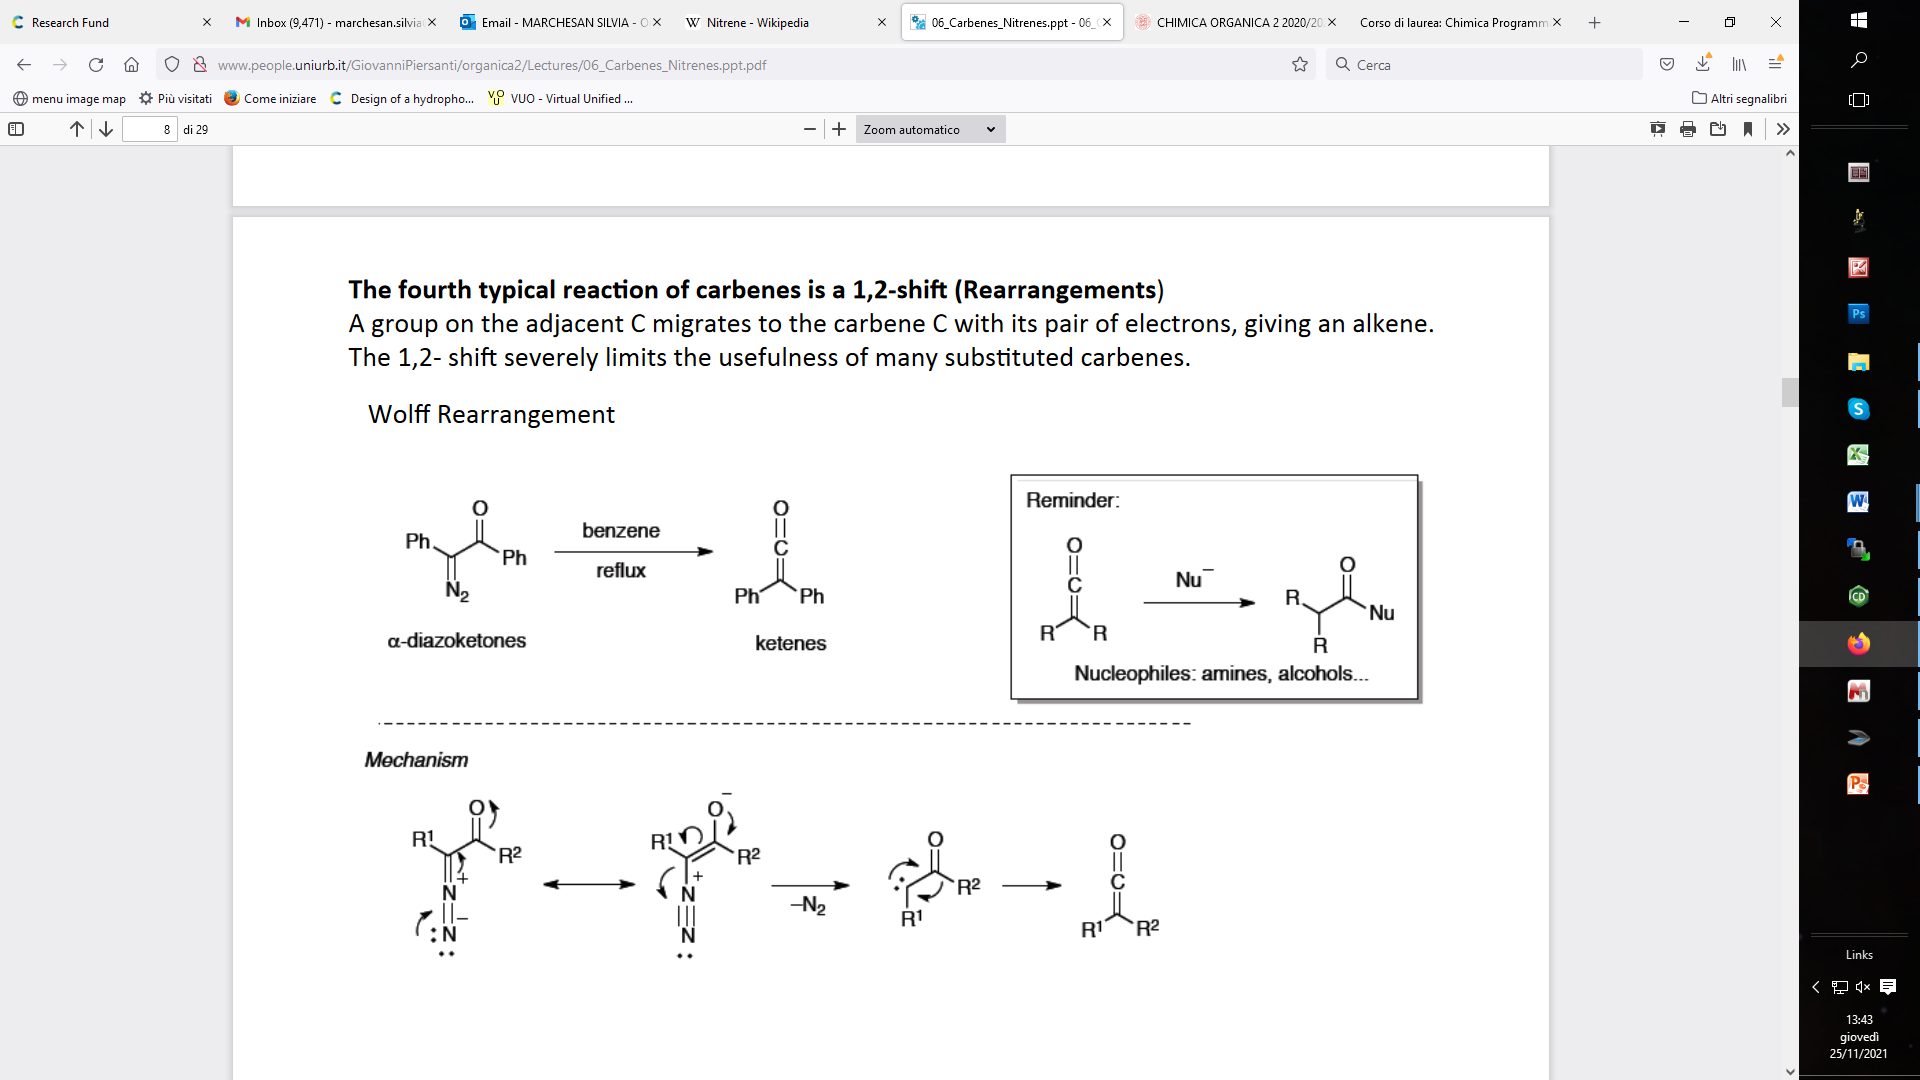 Research Fund
Inbox (9,471) - marchesan.silvia
Email - MARCHESAN SILVIA - O
W Nitrene - Wikipedia
06_Carbenes_Nitrenes.ppt - 06_
CHIMICA ORGANICA 2 2020/20
Corso di laurea: Chimica Programm
www.people.uniurb.it/GiovanniPiersanti/organica2/Lectures/06_Carbenes_Nitrenes.ppt.pdf
Cerca
menu image map
Più visitati
Come iniziare
Design of a hydropho...
VUO - Virtual Unified ...
Altri segnalibri
8 di 29
Zoom automatico
The fourth typical reaction of carbenes is a 1,2-shift (Rearrangements)
A group on the adjacent C migrates to the carbene C with its pair of electrons, giving an alkene.
The 1,2- shift severely limits the usefulness of many substituted carbenes.
Wolff Rearrangement
O
Ph
Ph
N2
α-diazoketones
benzene
reflux
O
C
Ph Ph
ketenes
Reminder:
O
C
R R
Nu−
O
R
Nu
R
Nucleophiles: amines, alcohols...
Mechanism
O
R1
R2
+
N
−
:N
O−
R1
R2
+
N
N
−N2
O
R2
R1
O
C
R1 R2
Links
13:43
giovedì
25/11/2021